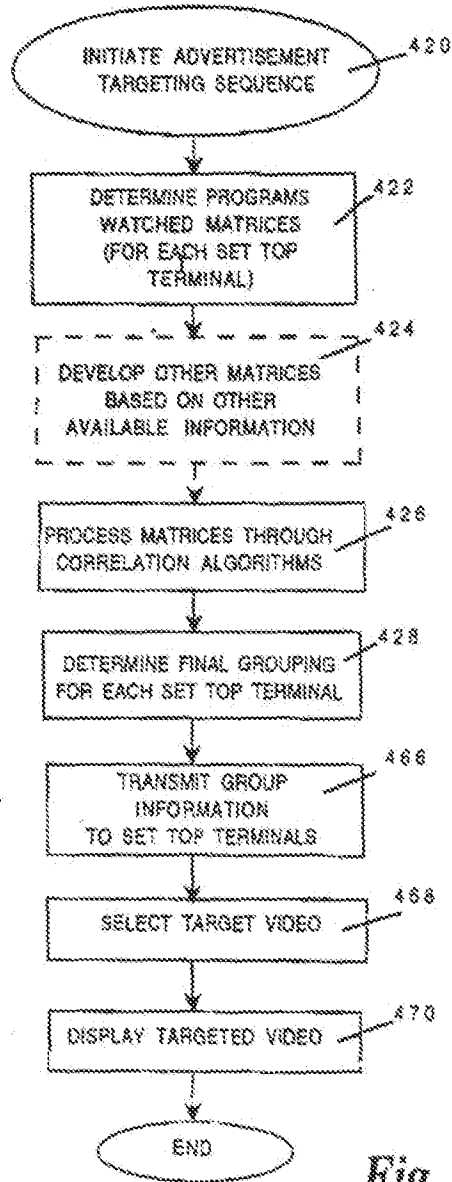 INITIATE ADVERTISEMENT
TARGETING SEQUENCE
420
DETERMINE PROGRAMS
WATCHED MATRICES
(FOR EACH SET TOP
TERMINAL)
422
DEVELOP OTHER MATRICES
BASED ON OTHER
AVAILABLE INFORMATION
424
PROCESS MATRICES THROUGH
CORRELATION ALGORITHMS
426
DETERMINE FINAL GROUPING
FOR EACH SET TOP TERMINAL
428
TRANSMIT GROUP
INFORMATION
TO SET TOP TERMINALS
466
SELECT TARGET VIDEO
468
DISPLAY TARGETED VIDEO
470
END
Fig